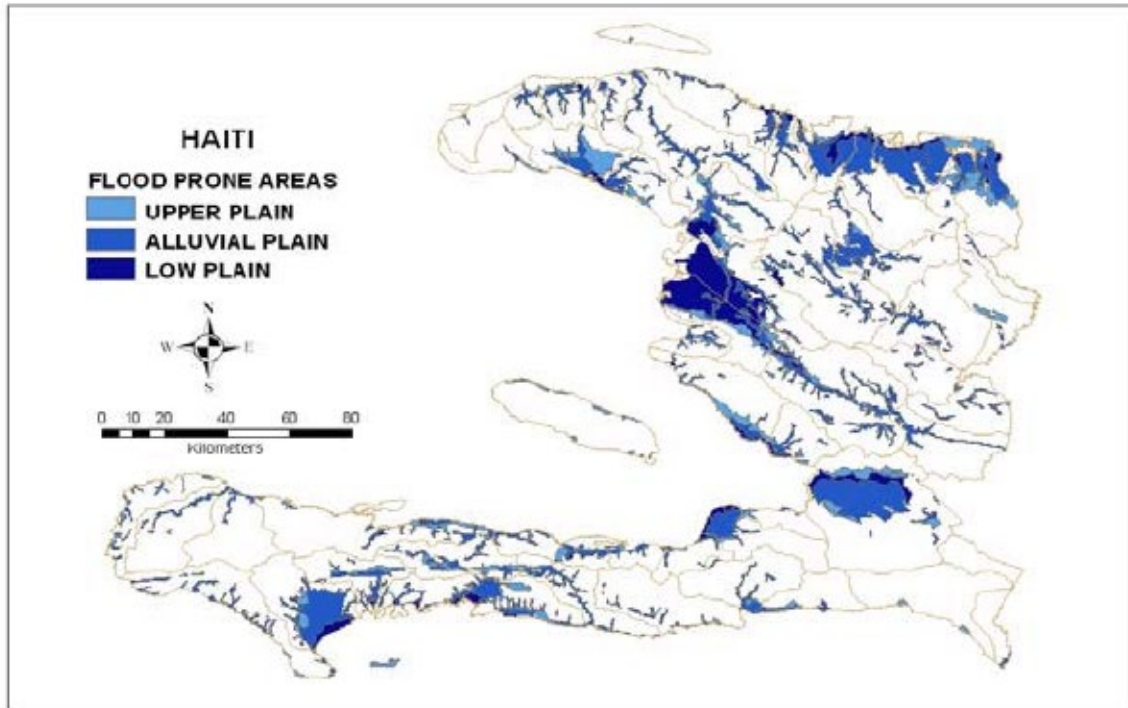 HAITI
FLOOD PRONE AREAS
UPPER PLAIN
ALLUVIAL PLAIN
LOW PLAIN
N
W E
S
0 10 20 40 60 80
Kilometers